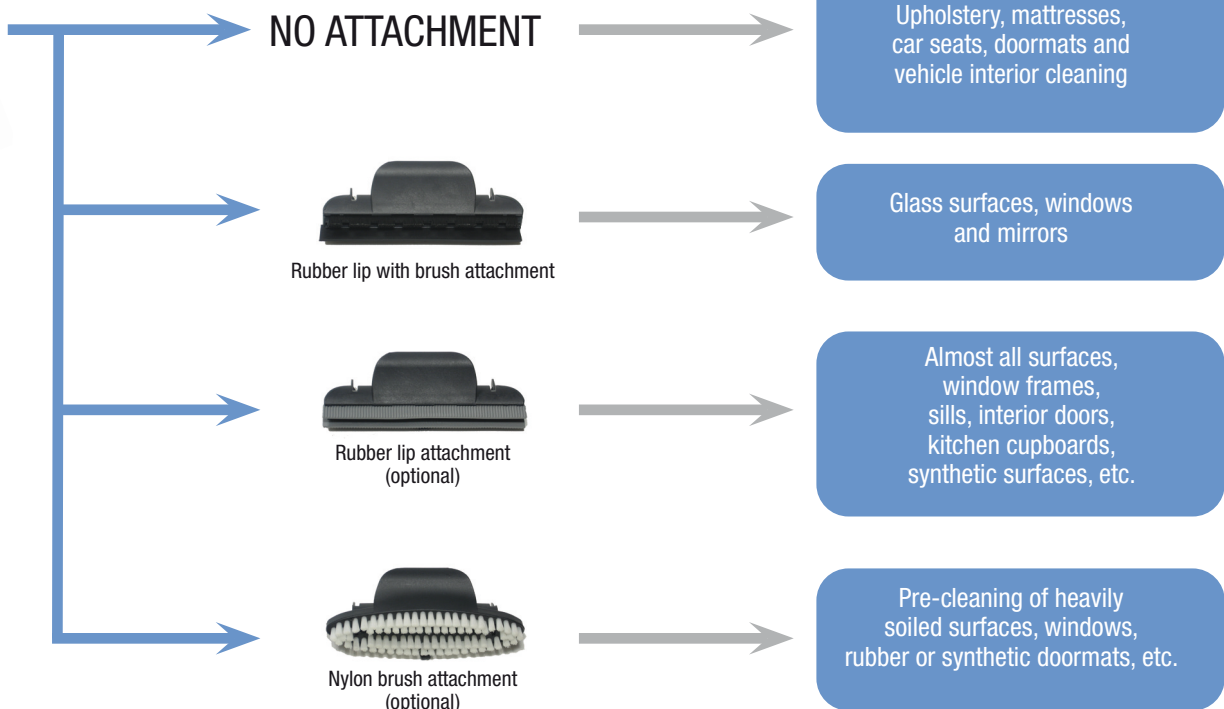 NO ATTACHMENT
Upholstery, mattresses,
car seats, doormats and
vehicle interior cleaning
Rubber lip with brush attachment
Glass surfaces, windows
and mirrors
Rubber lip attachment
(optional)
Almost all surfaces,
window frames,
sills, interior doors,
kitchen cupboards,
synthetic surfaces, etc.
Nylon brush attachment
(optional)
Pre-cleaning of heavily
soiled surfaces, windows,
rubber or synthetic doormats, etc.